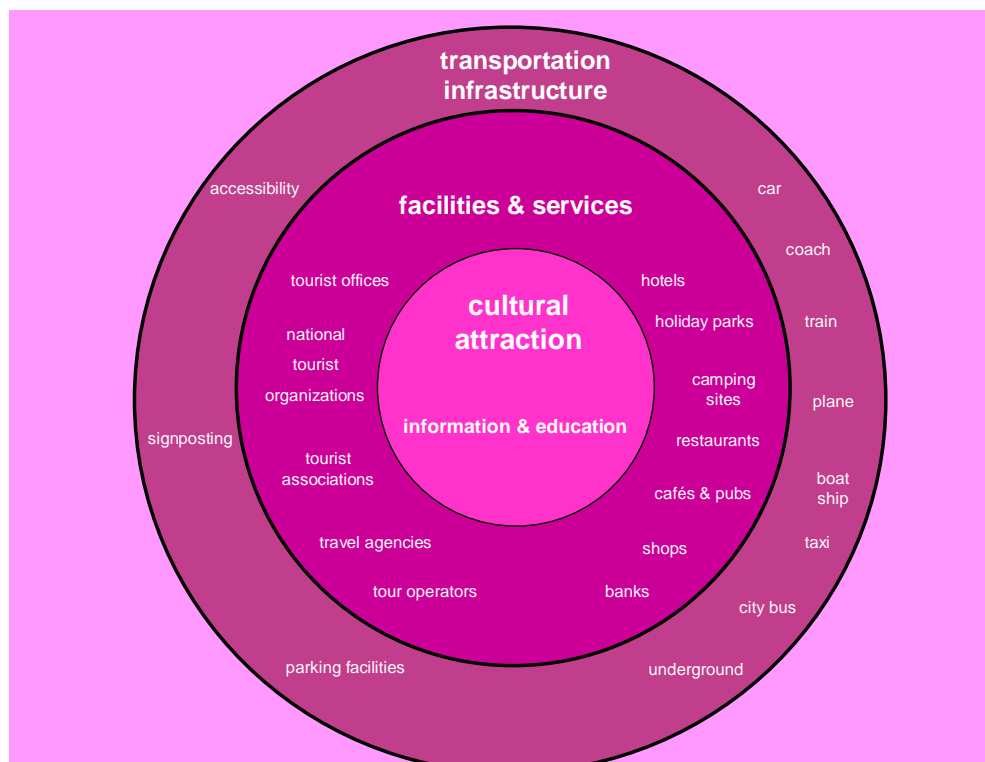 transportation
infrastructure
accessibility
car
facilities & services
coach
tourist offices
hotels
cultural
attraction
holiday parks
train
national
tourist
organizations
camping
sites
plane
information & education
signposting
restaurants
tourist
associations
boat
ship
cafés & pubs
travel agencies
shops
taxi
tour operators
banks
city bus
parking facilities
underground